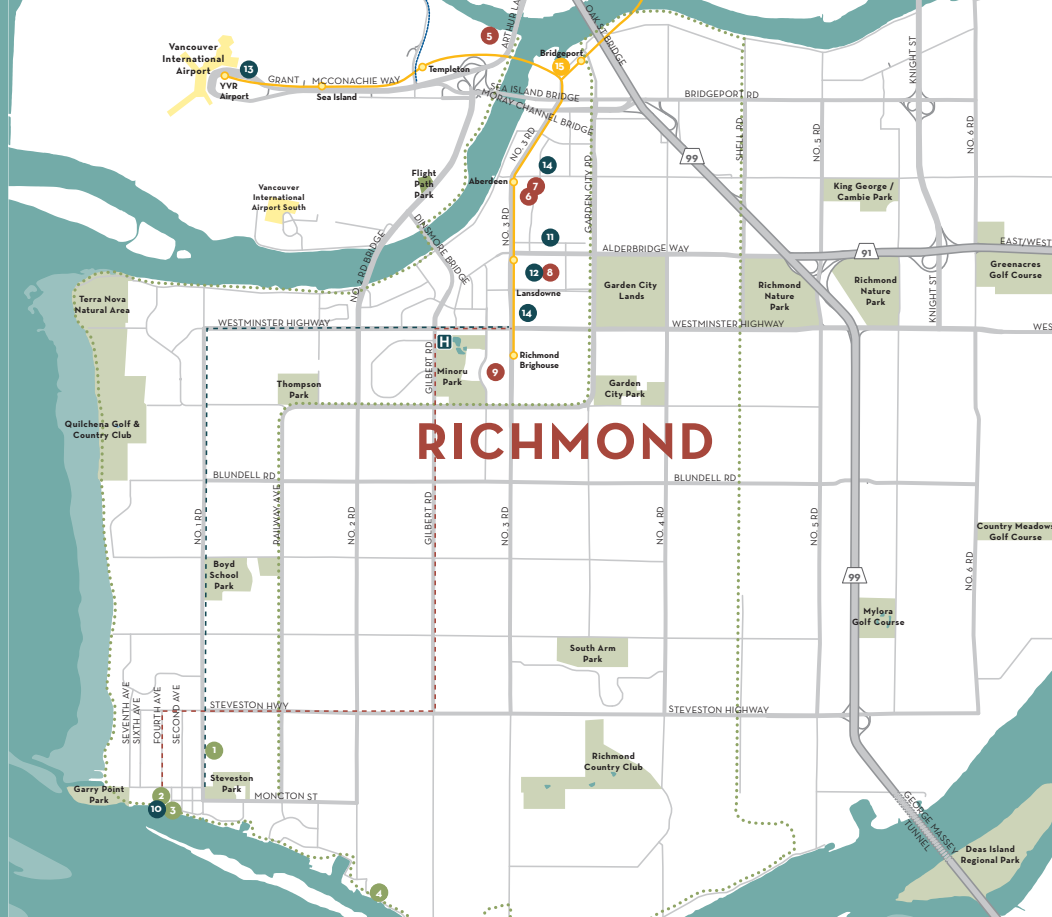 ARTHUR LA
OAK ST BRIDGE
5
KNIGHT ST
Vancouver
International
Airport
13
Bridgeport
15
Templeton
YVR
Airport
GRANT
MCCONACHIE WAY
Sea Island
SEA ISLAND BRIDGE
MORAY CHANNEL BRIDGE
BRIDGEPORT RD
NO. 3 RD
SHELL RD
NO. 5 RD
NO. 6 RD
99
14
Flight
Path
Park
Aberdeen
7
6
GARDEN CITY RD
King George /
Cambie Park
Vancouver
International
Airport South
DINSMORE BRIDGE
NO. 2 RD BRIDGE
NO. 3 RD
11
ALDERBRIDGE WAY
91
EAST/WEST
12
8
Lansdowne
Garden City
Lands
Richmond
Nature
Park
Richmond
Nature
Park
KNIGHT ST
Greenacres
Golf Course
Terra Nova
Natural Area
14
WESTMINSTER HIGHWAY
WESTMINSTER HIGHWAY
WES
H
GILBERT RD
Richmond
Brighouse
Minoru
Park
9
Thompson
Park
Garden
City Park
Quilchena Golf &
Country Club
RICHMOND
BLUNDELL RD
BLUNDELL RD
NO. 1 RD
RAILWAY AVE
NO. 2 RD
GILBERT RD
NO. 3 RD
NO. 4 RD
NO. 5 RD
Country Meadows
Golf Course
Boyd
School
Park
99
NO. 6 RD
Mylora
Golf Course
South Arm
Park
SEVENTH AVE
SIXTH AVE
FOURTH AVE
SECOND AVE
STEVESTON HWY
STEVESTON HIGHWAY
1
Richmond
Country Club
Steveston
Park
Garry Point
Park
2
10
3
MONCTON ST
GEORGE MASSEY
TUNNEL
Deas Island
Regional Park
4